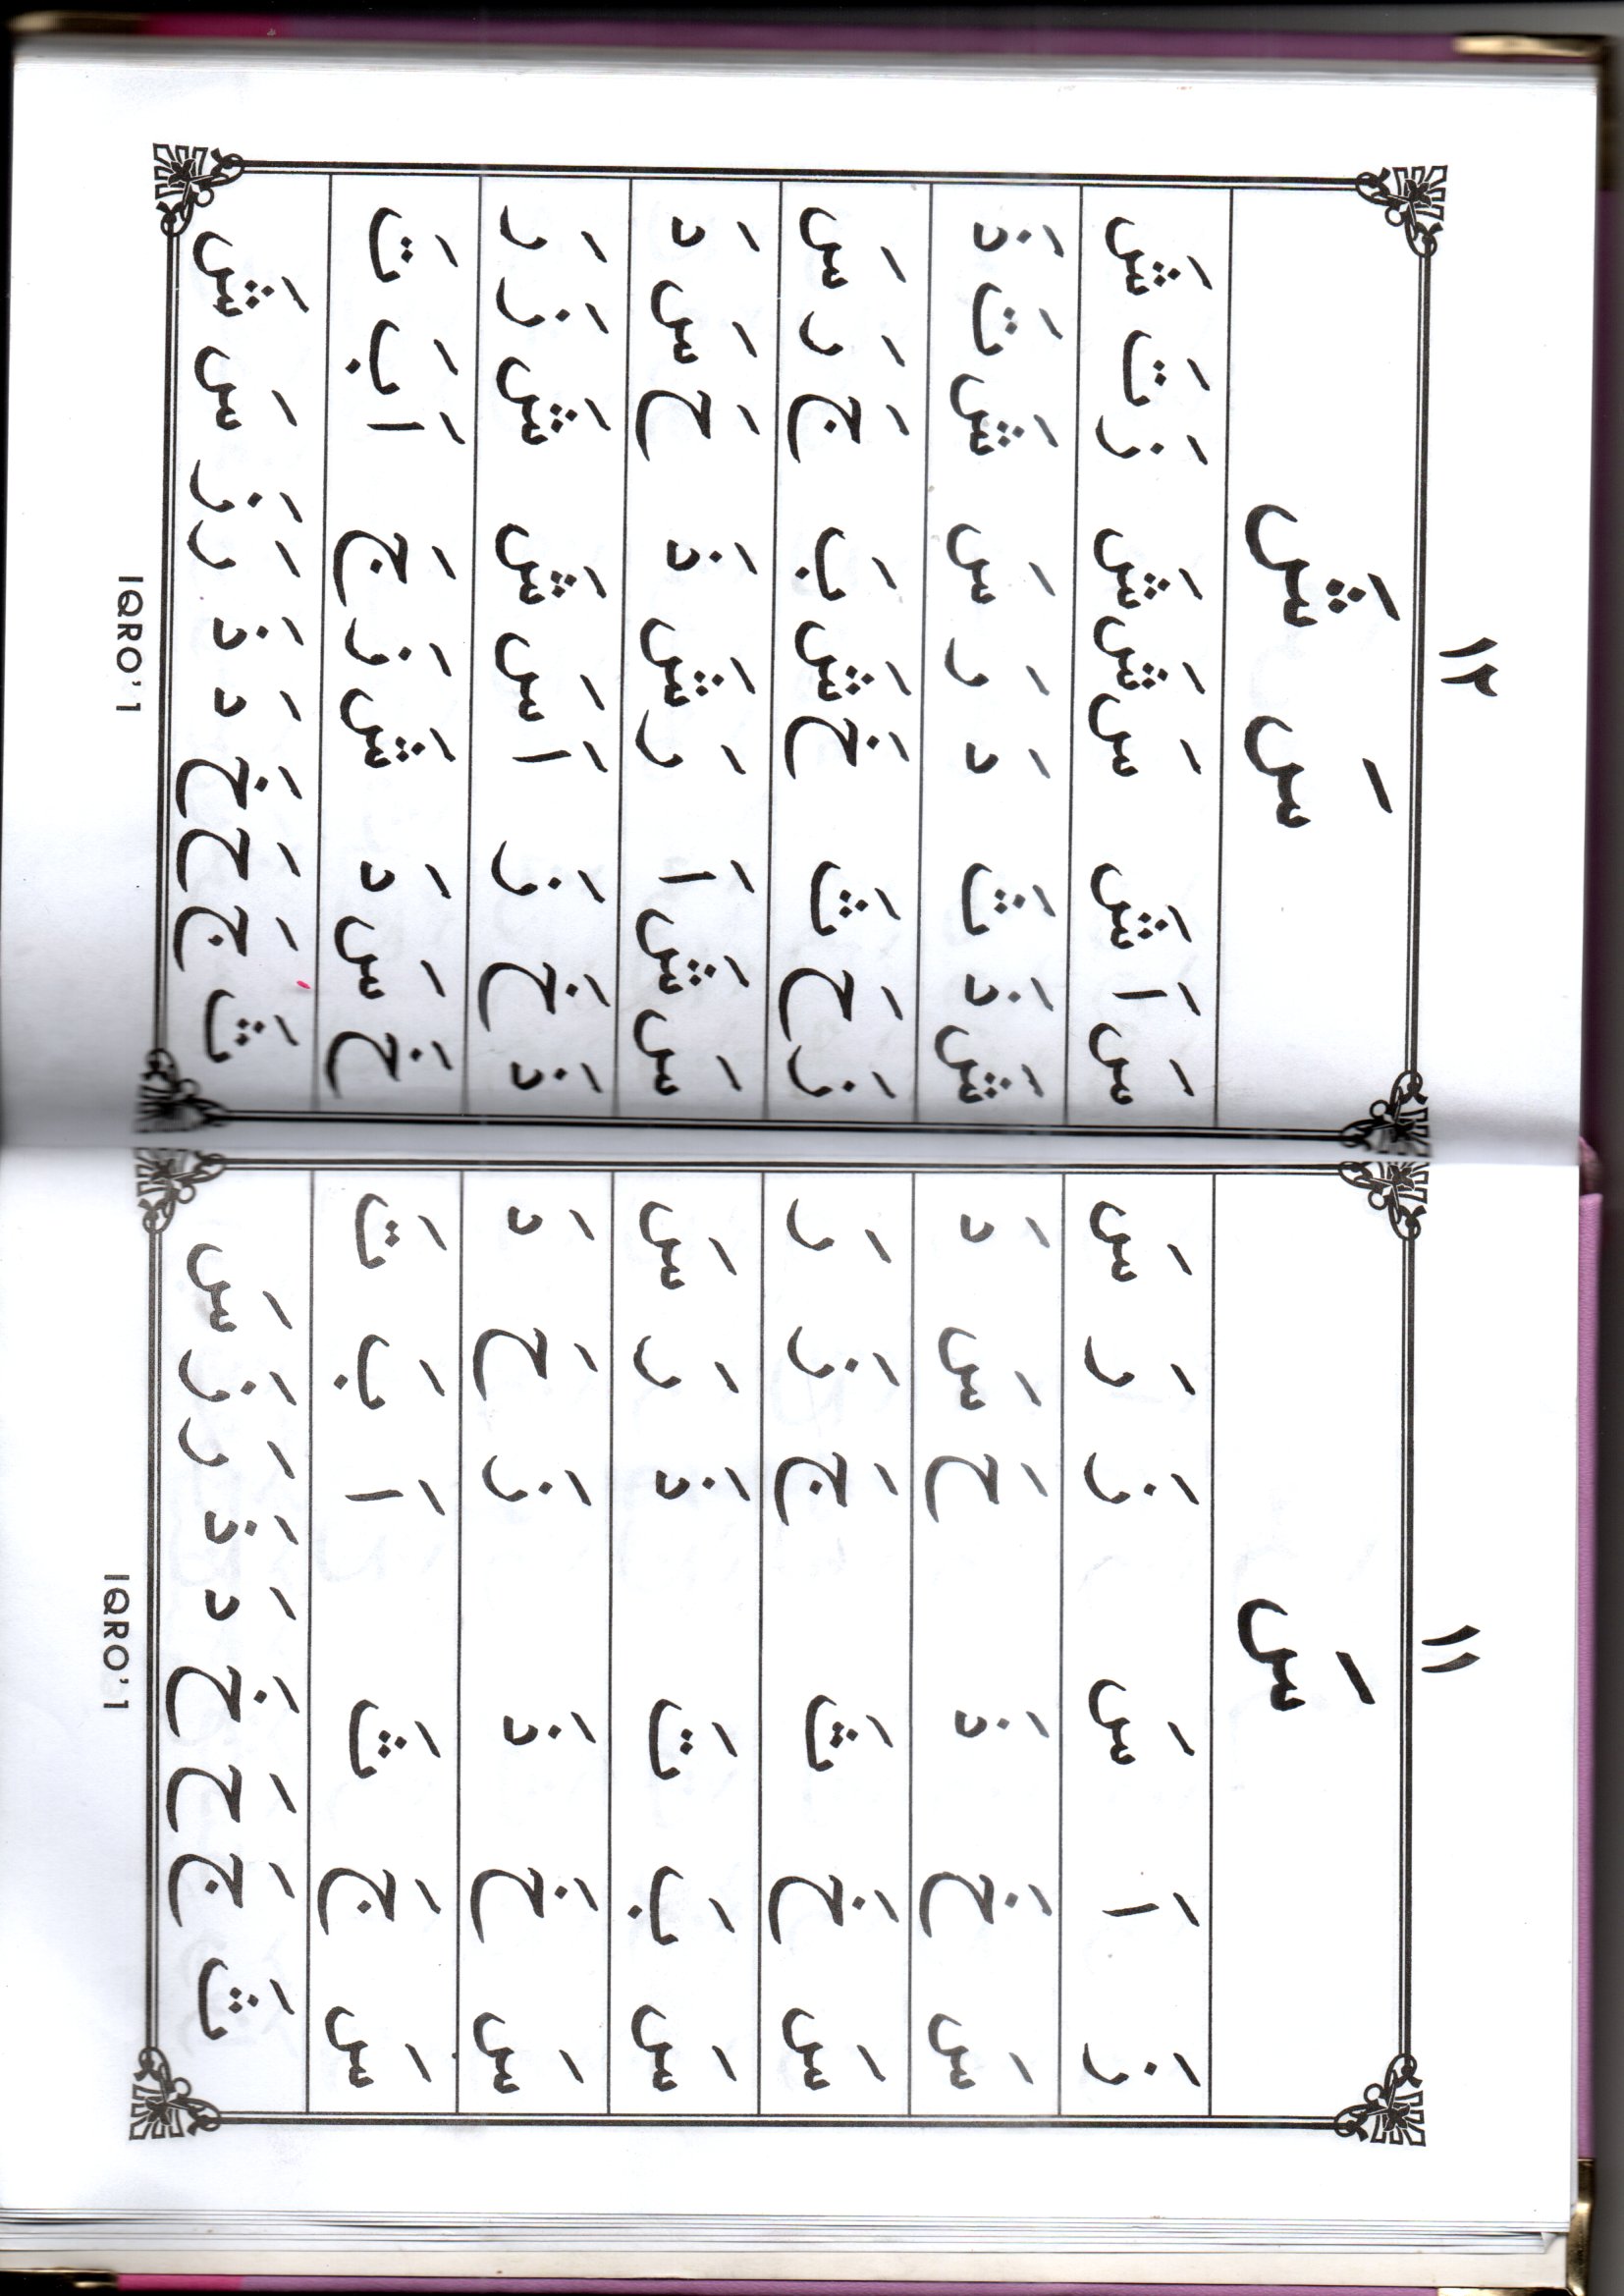 ١١
سَ
زَ اَ سَ زَ رَ سَ
سَ خَ ذَ حَ سَ دَ
سَ خَ ثَ جَ زَ رَ
سَ بَ تَ ذَ رَ سَ
سَ خَ ذَ زَ حَ دَ
سَ جَ ثَ اَ بَ تَ
ثَ جَ حَ خَ دَ ذَ رَ زَ سَ
IQRO' 1
١٢
سَ شَ
سَ اَ شَ سَ شَ شَ زَ تَ شَ
شَ ذَ ثَ دَ رَ سَ شَ تَ ذَ
زَ حَ ثَ خَ شَ بَ جَ رَ سَ
سَ شَ اَ رَ شَ ذَ حَ سَ دَ
ذَ خَ زَ اَ سَ شَ شَ زَ رَ
خَ سَ دَ شَ زَ جَ اَ بَ تَ
ثَ جَ حَ خَ دَ ذَ رَ زَ سَ شَ
IQRO' 1